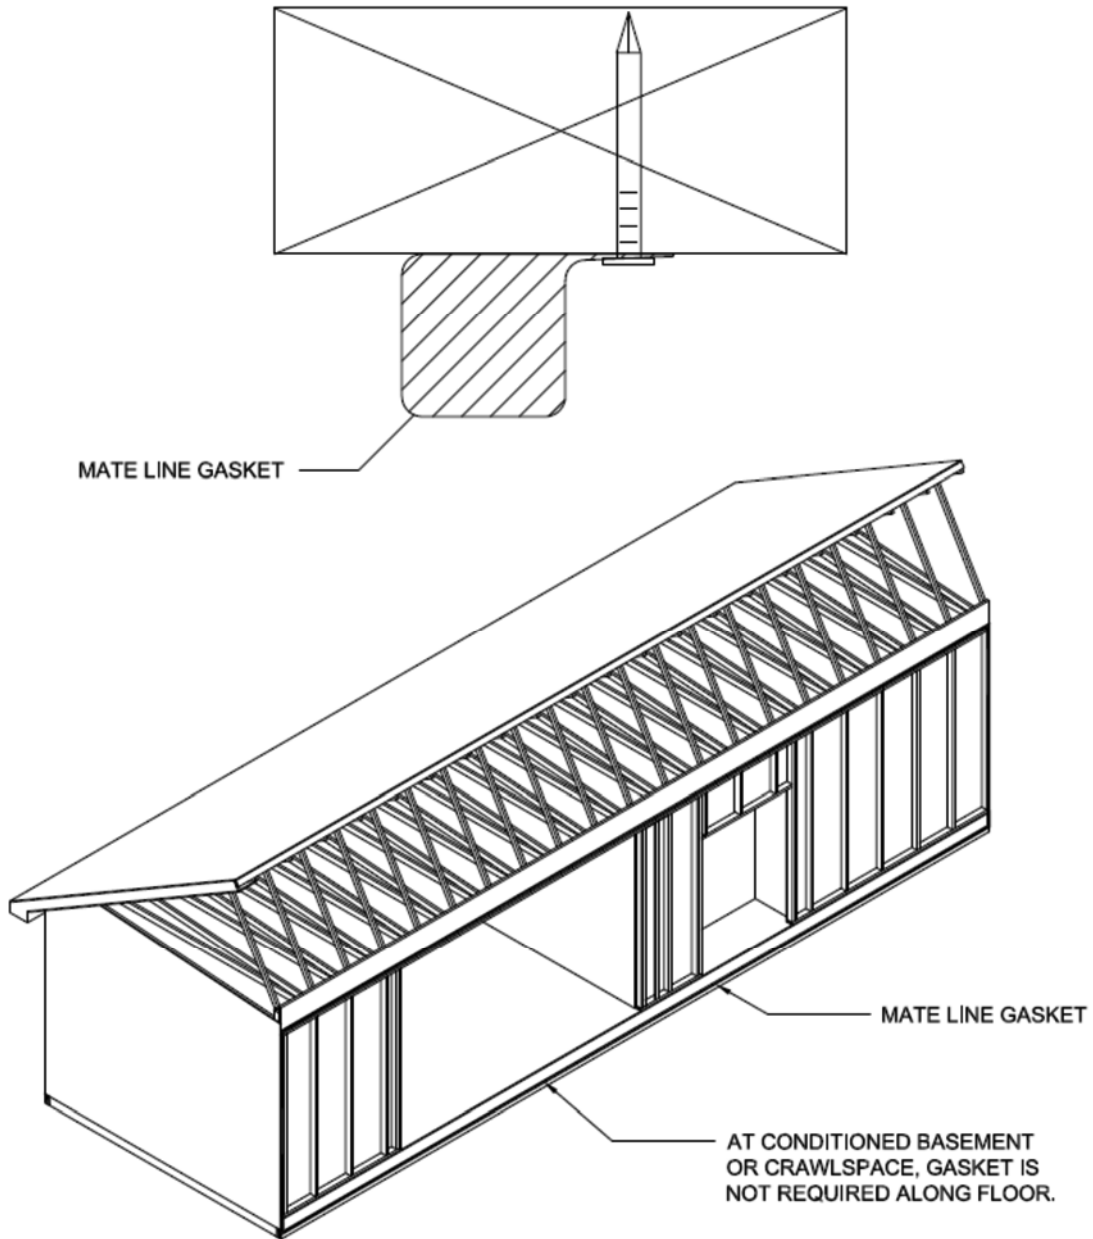 MATE LINE GASKET
MATE LINE GASKET
AT CONDITIONED BASEMENT
OR CRAWLSPACE, GASKET IS
NOT REQUIRED ALONG FLOOR.